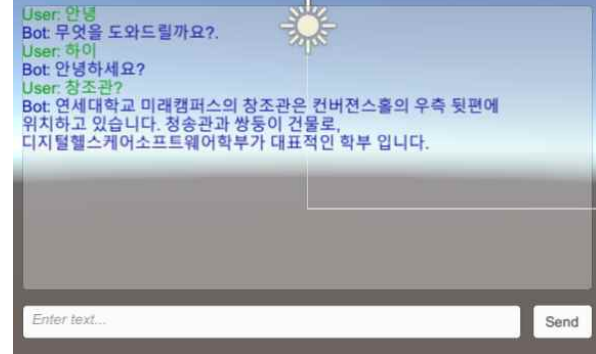 User: 안녕
Bot: 무엇을 도와드릴까요?.
User: 하이
Bot: 안녕하세요?
User: 창조관?
Bot: 연세대학교 미래캠퍼스의 창조관은 컨버젼스홀의 우측 뒷편에
위치하고 있습니다. 청송관과 쌍둥이 건물로,
디지털헬스케어소프트웨어학부가 대표적인 학부 입니다.
Enter text...
Send